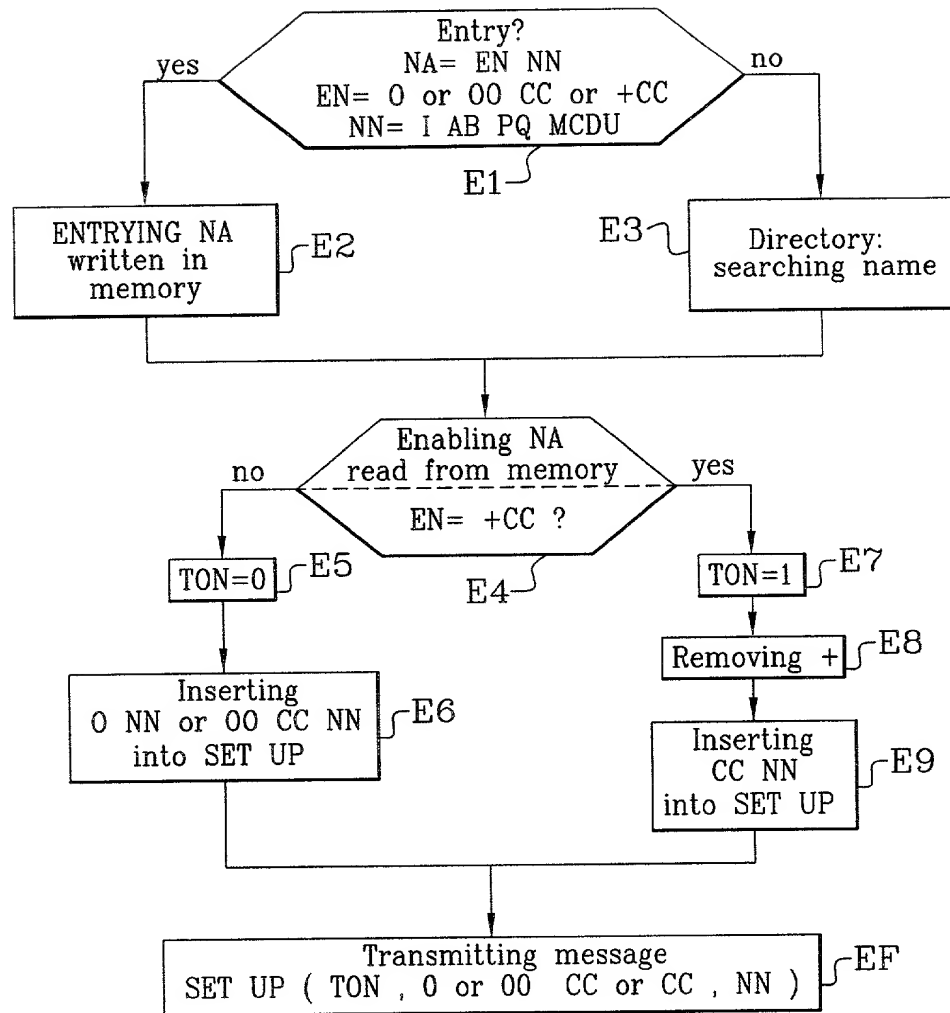 Entry?
NA= EN NN
EN= 0 or 00 CC or +CC
NN= I AB PQ MCDU
yes
no
E1
ENTRYING NA
written in
memory
E2
E3
Directory:
searching name
Enabling NA
read from memory
EN= +CC ?
no
yes
E4
TON=0
E5
TON=1
E7
Removing +
E8
Inserting
0 NN or 00 CC NN
into SET UP
E6
Inserting
CC NN
into SET UP
E9
Transmitting message
SET UP ( TON , 0 or 00 CC or CC , NN )
EF